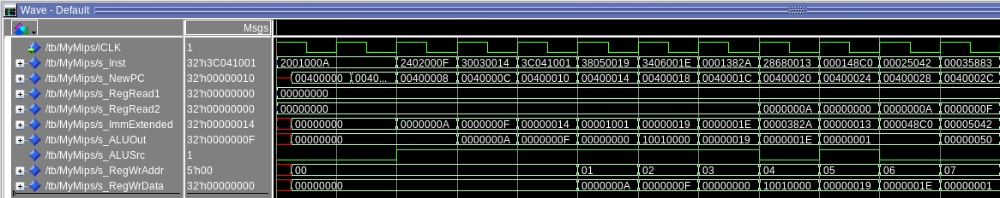 Wave - Default
Msgs
/tb/MyMips/iCLK 1
/tb/MyMips/s_Inst 32'h3C041001 2001000A 2402000F 30030014 3C041001 38050019 3406001E 0001382A 28680013 000148C0 00025042 00035883
/tb/MyMips/s_NewPC 32'h00000010 00400000 0040... 00400008 0040000C 00400010 00400014 00400018 0040001C 00400020 00400024 00400028 0040002C
/tb/MyMips/s_RegRead1 32'h00000000 00000000
/tb/MyMips/s_RegRead2 32'h00000000 00000000 0000000A 00000000 0000000A 0000000F
/tb/MyMips/s_ImmExtended 32'h00000014 00000000 0000000A 0000000F 00000014 00001001 00000019 0000001E 0000382A 00000013 000048C0 00005042
/tb/MyMips/s_ALUOut 32'h0000000F 00000000 0000000A 0000000F 00000000 10010000 00000019 0000001E 00000001 00000050
/tb/MyMips/s_ALUSrc 1
/tb/MyMips/s_RegWrAddr 5'h00 00 01 02 03 04 05 06 07
/tb/MyMips/s_RegWrData 32'h00000000 00000000 0000000A 0000000F 00000000 10010000 00000019 0000001E 00000001